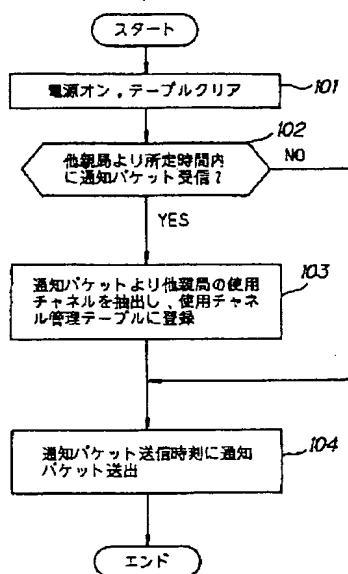 スタート
電源オン,テーブルクリア
101
102
他親局より所定時間内
に通知パケット受信?
NO
YES
103
通知パケットより他親局の使用
チャネルを抽出し、使用チャネ
ル管理テーブルに登録
104
通知パケット送信時刻に通知
パケット送出
エンド